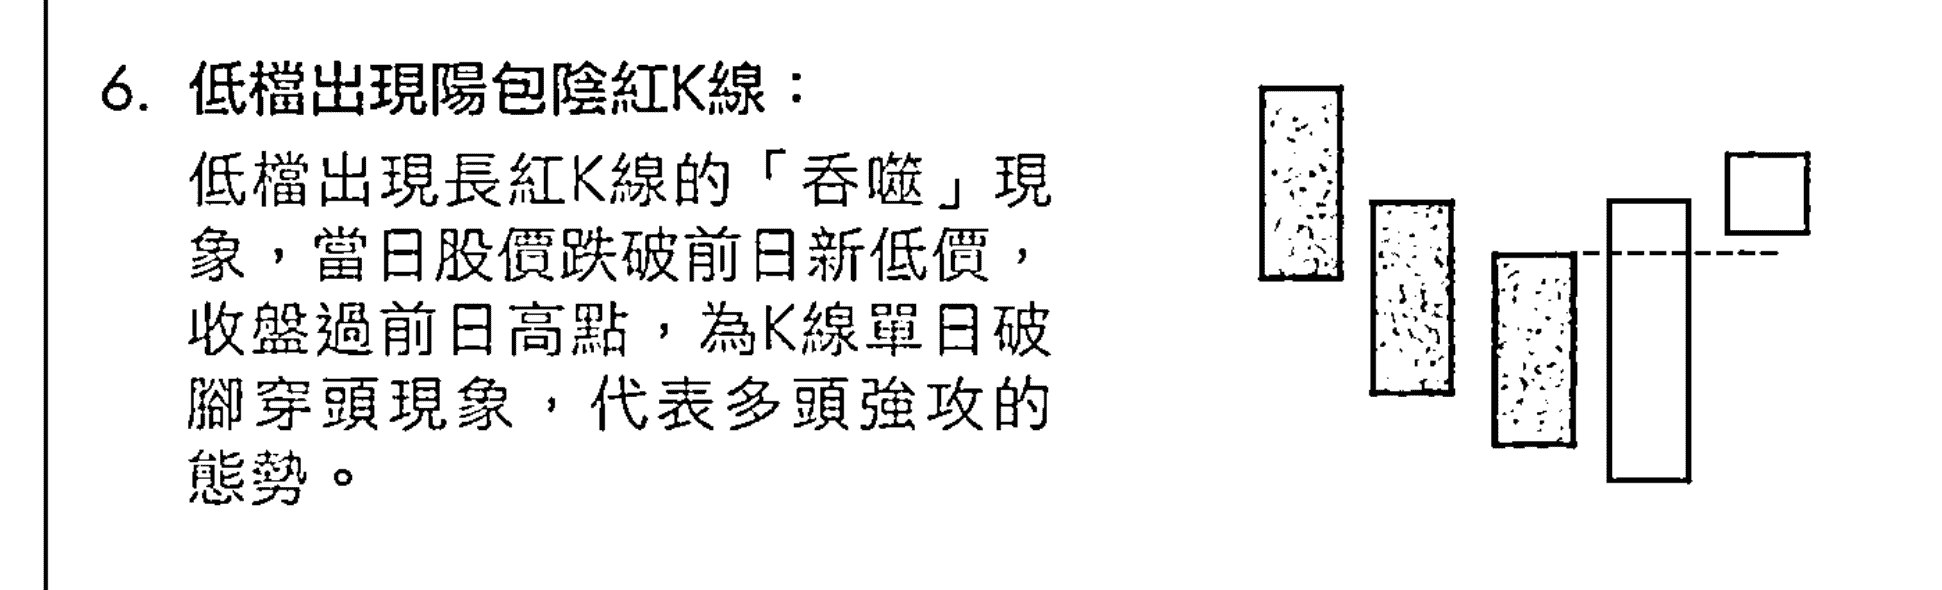 6. 低檔出現陽包陰紅K線：
低檔出現長紅K線的「吞噬」現
象，當日股價跌破前日新低價，
收盤過前日高點，為K線單日破
腳穿頭現象，代表多頭強攻的
態勢。